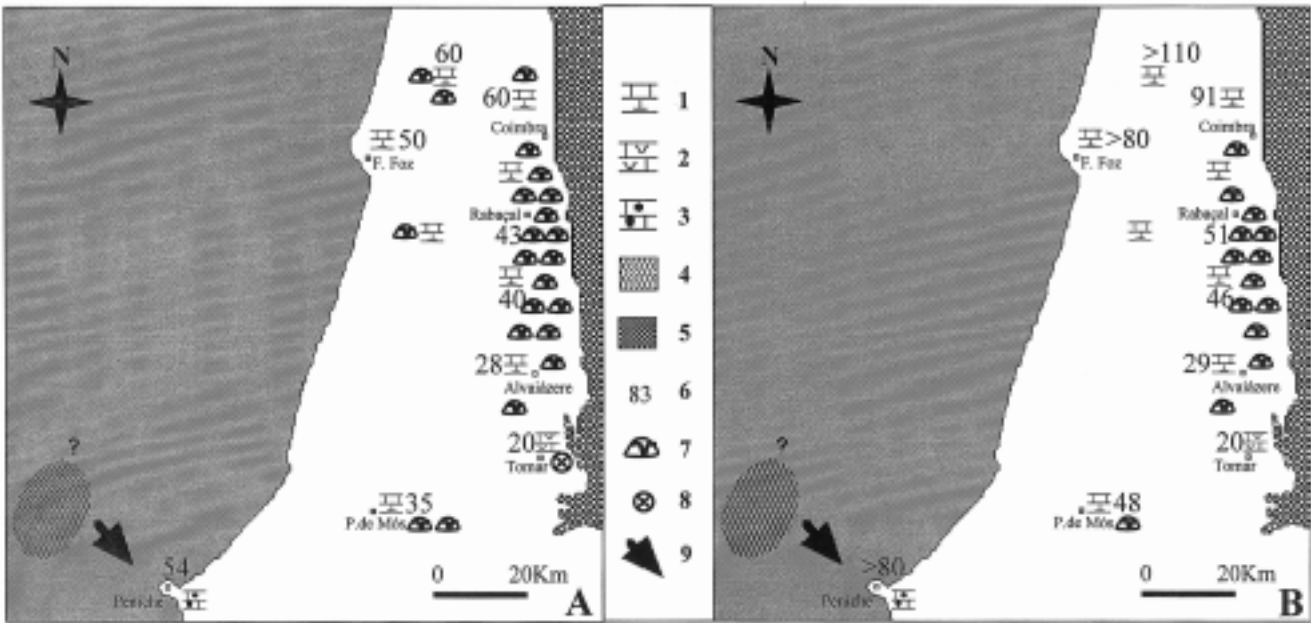 N
60
60
Coimbra
50
F. Foz
Rabaçal
43
40
28
Alvaiázere
?
20
Tomar
35
P.de Mós
54
Peniche
0 20Km
A
1
2
3
4
5
83 6
7
8
9
N
>110
91
Coimbra
>80
F. Foz
Rabaçal
51
46
29
Alvaiázere
?
20
Tomar
48
P.de Mós
>80
Peniche
0 20Km
B